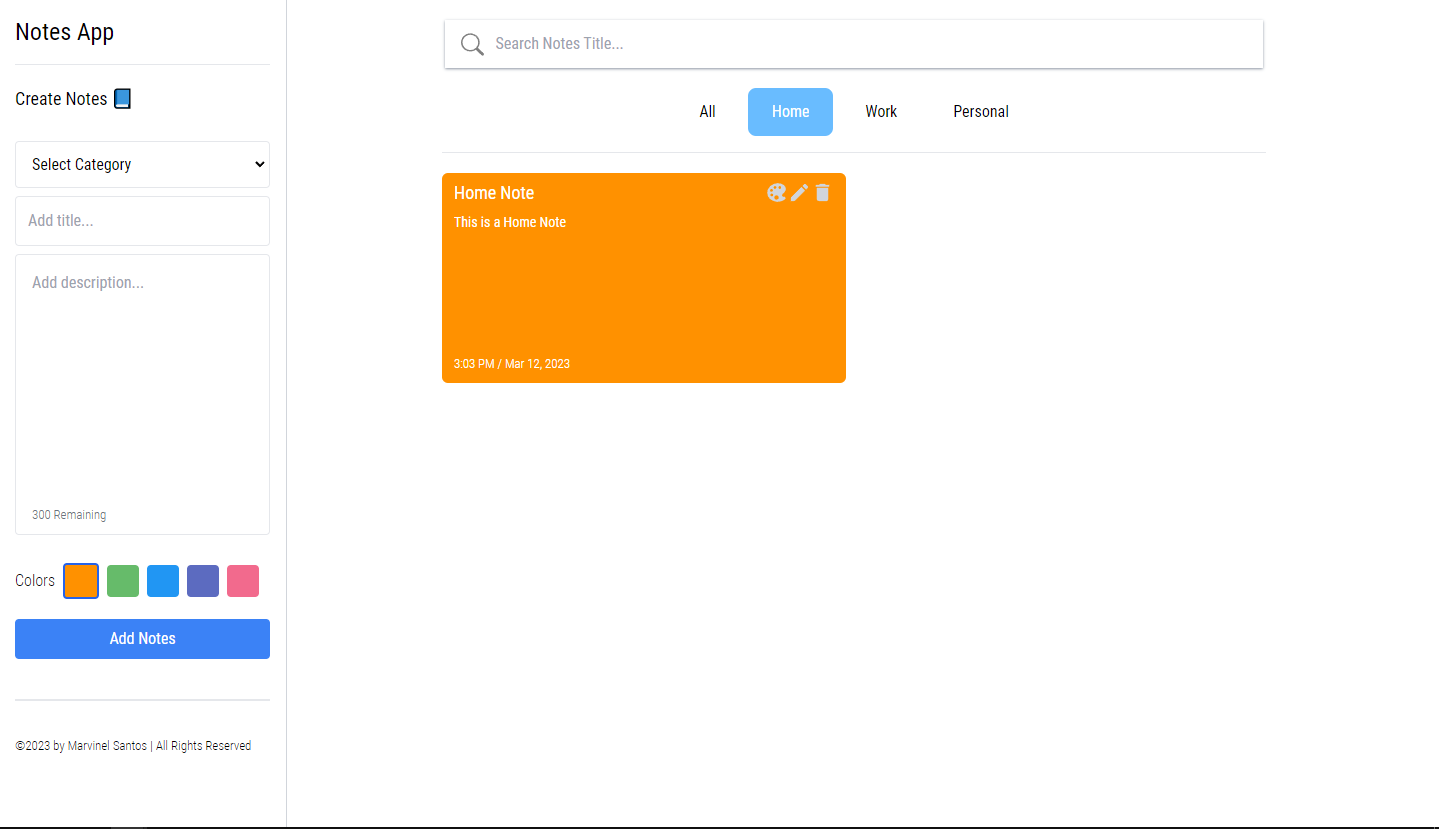 Notes App
Create Notes
Select Category
Add title...
Add description...
300 Remaining
Colors
Add Notes
©2023 by Marvinel Santos | All Rights Reserved
Search Notes Title...
All Home Work Personal
Home Note
This is a Home Note
3:03 PM / Mar 12, 2023